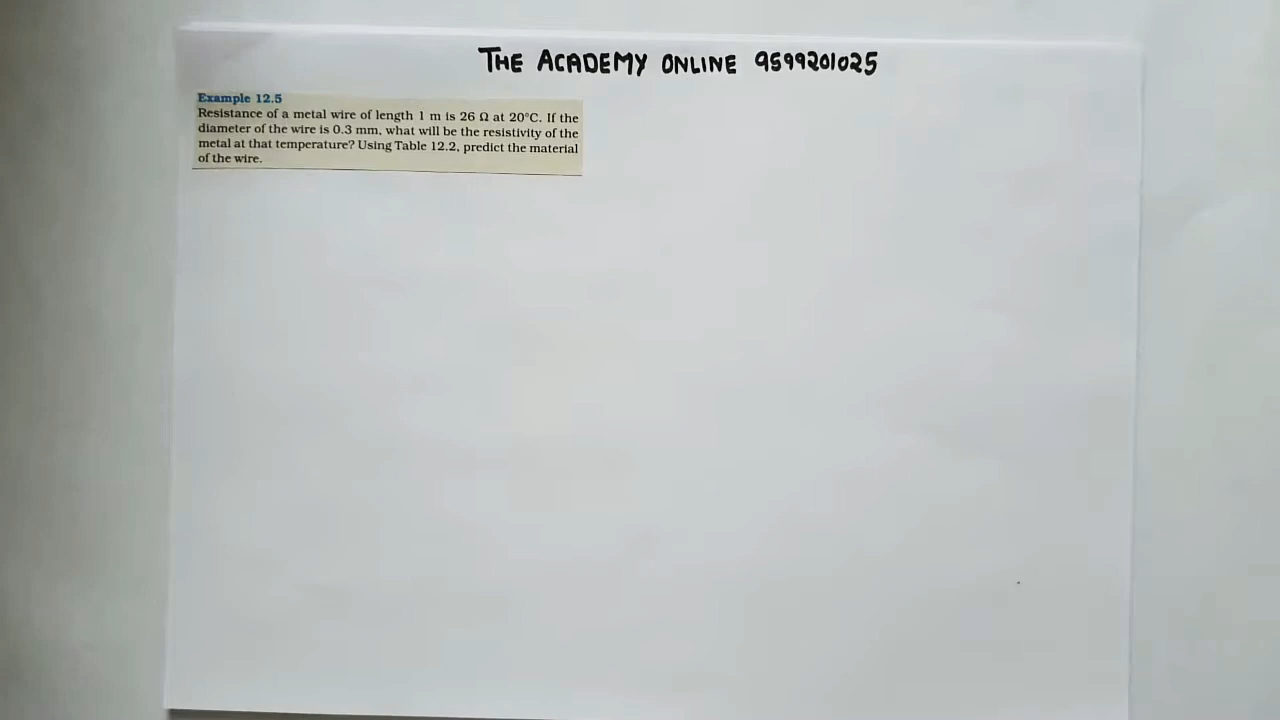 THE ACADEMY ONLINE 9599201025
Example 12.5
Resistance of a metal wire of length 1 m is 26 Ω at 20°C. If the
diameter of the wire is 0.3 mm, what will be the resistivity of the
metal at that temperature? Using Table 12.2, predict the material
of the wire.